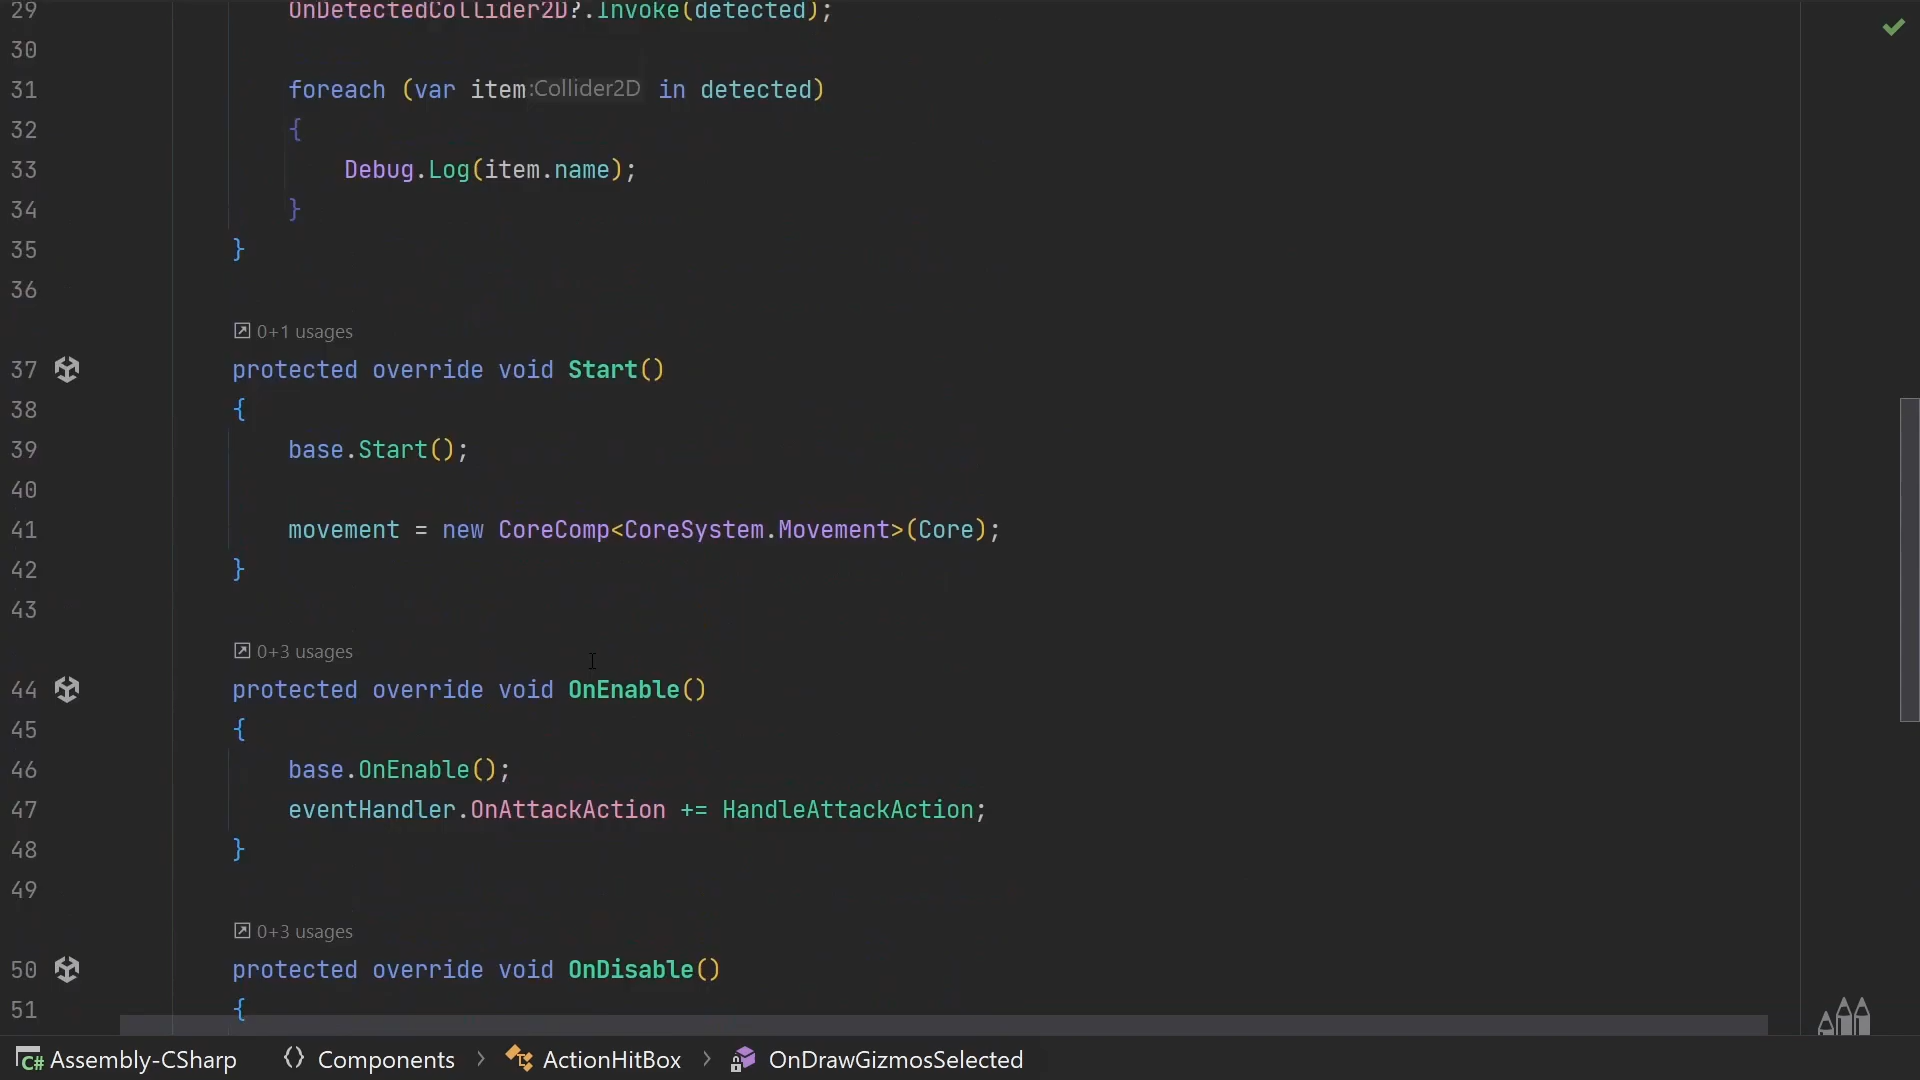 29 OnDetectedCollider2D?.Invoke(detected);
30
31 foreach (var item:Collider2D in detected)
32 {
33 Debug.Log(item.name);
34 }
35 }
36
0+1 usages
37 protected override void Start()
38 {
39 base.Start();
40
41 movement = new CoreComp<CoreSystem.Movement>(Core);
42 }
43
0+3 usages
44 protected override void OnEnable()
45 {
46 base.OnEnable();
47 eventHandler.OnAttackAction += HandleAttackAction;
48 }
49
0+3 usages
50 protected override void OnDisable()
51 {
C# Assembly-CSharp {} Components > ActionHitBox > OnDrawGizmosSelected